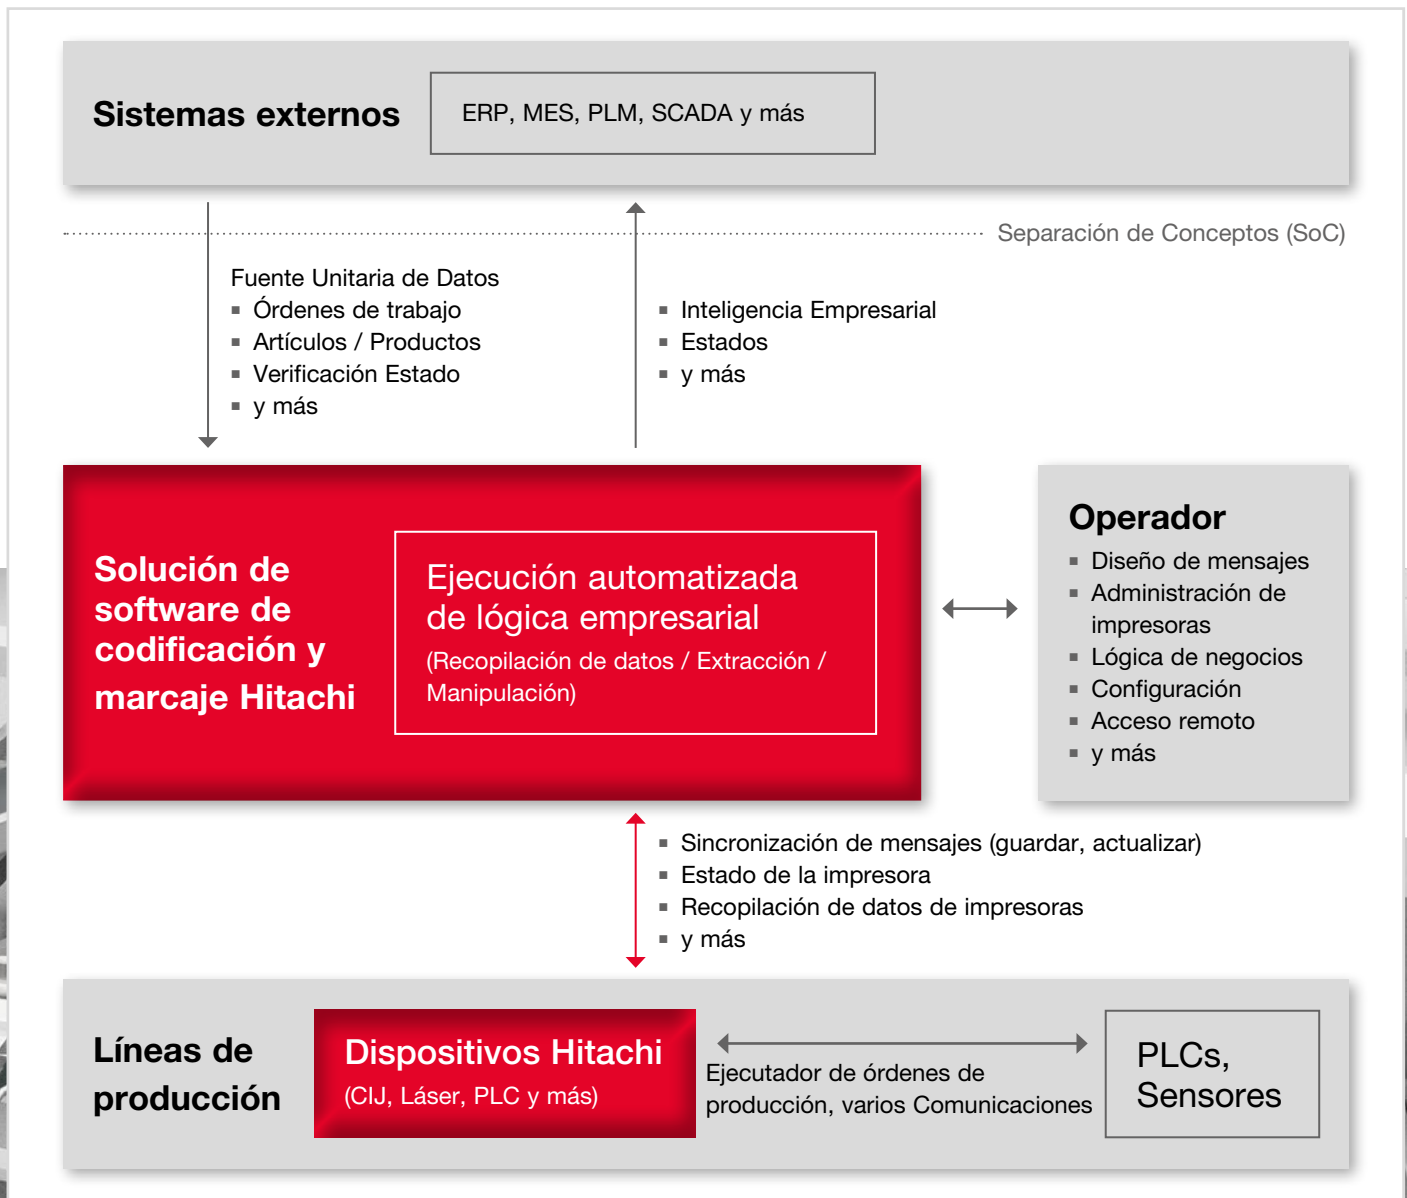 Sistemas externos
ERP, MES, PLM, SCADA y más
Separación de Conceptos (SoC)
Fuente Unitaria de Datos
▪ Órdenes de trabajo
▪ Artículos / Productos
▪ Verificación Estado
▪ y más
▪ Inteligencia Empresarial
▪ Estados
▪ y más
Solución de
software de
codificación y
marcaje Hitachi
Ejecución automatizada
de lógica empresarial
(Recopilación de datos / Extracción /
Manipulación)
Operador
▪ Diseño de mensajes
▪ Administración de
impresoras
▪ Lógica de negocios
▪ Configuración
▪ Acceso remoto
▪ y más
▪ Sincronización de mensajes (guardar, actualizar)
▪ Estado de la impresora
▪ Recopilación de datos de impresoras
▪ y más
Líneas de
producción
Dispositivos Hitachi
(CIJ, Láser, PLC y más)
Ejecutador de órdenes de
producción, varios Comunicaciones
PLCs,
Sensores